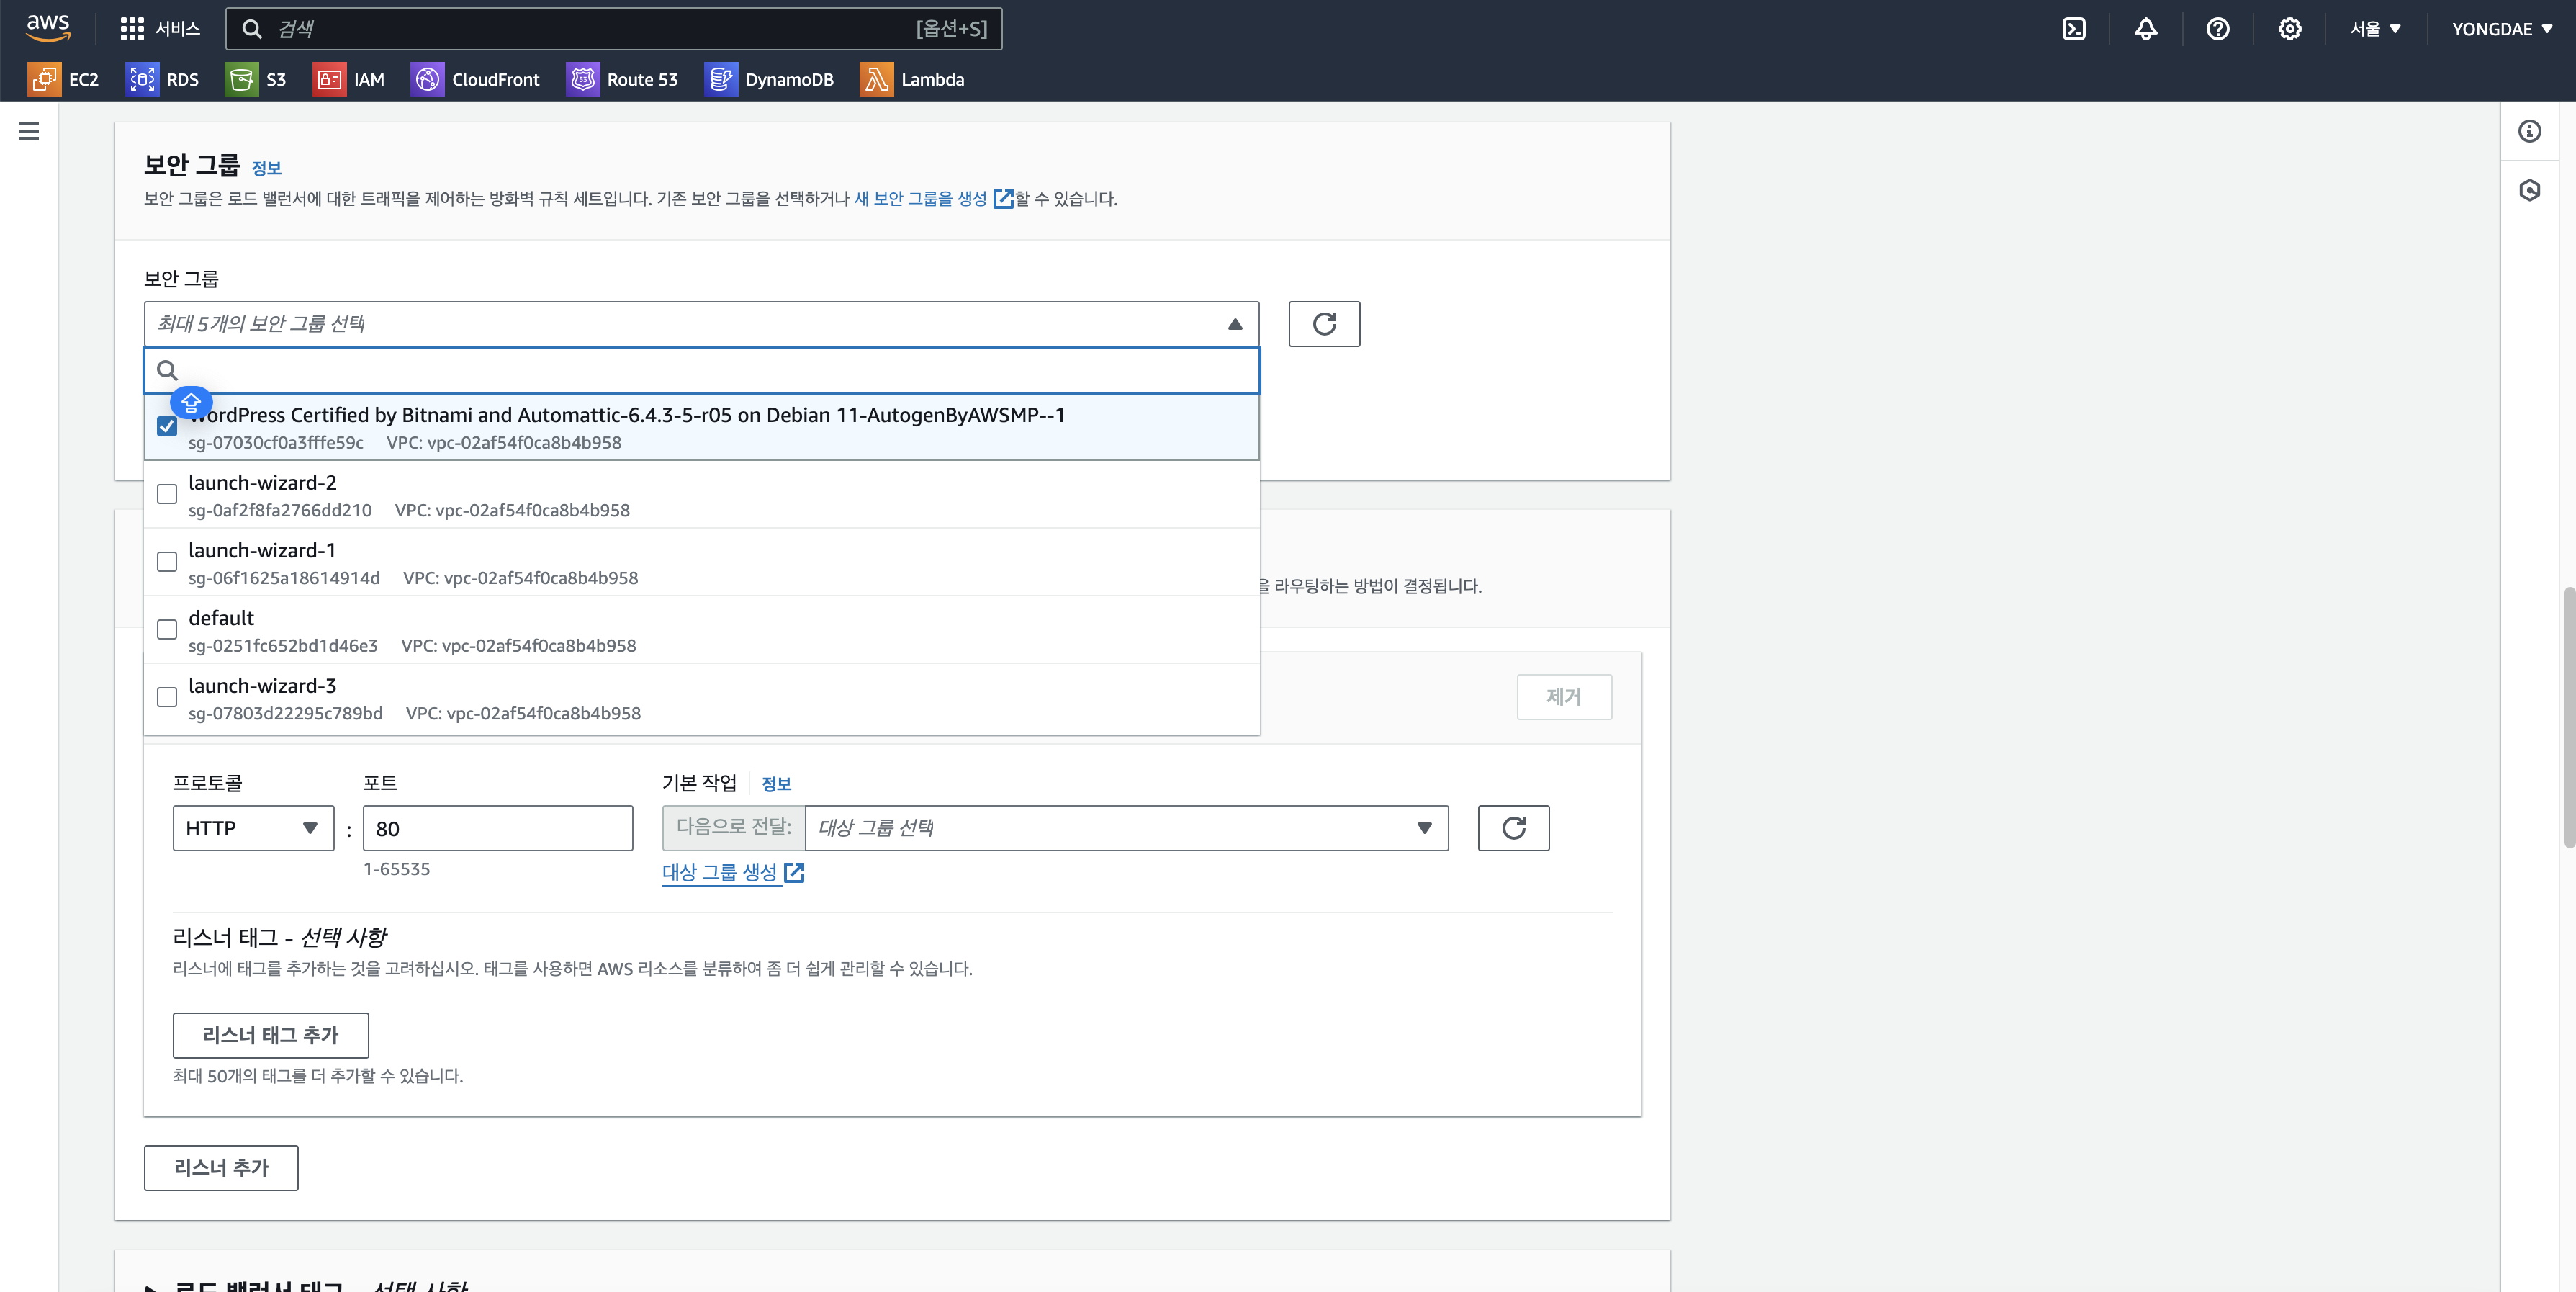 aws 서비스 검색 [옵션+S] 서울 YONGDAE
EC2 RDS S3 IAM CloudFront Route 53 DynamoDB Lambda
보안 그룹 정보
보안 그룹은 로드 밸런서에 대한 트래픽을 제어하는 방화벽 규칙 세트입니다. 기존 보안 그룹을 선택하거나 새 보안 그룹을 생성 할 수 있습니다.
보안 그룹
최대 5개의 보안 그룹 선택
WordPress Certified by Bitnami and Automattic-6.4.3-5-r05 on Debian 11-AutogenByAWSMP--1
sg-07030cf0a3fffe59c VPC: vpc-02af54f0ca8b4b958
launch-wizard-2
sg-0af2f8fa2766dd210 VPC: vpc-02af54f0ca8b4b958
launch-wizard-1
sg-06f1625a18614914d VPC: vpc-02af54f0ca8b4b958
을 라우팅하는 방법이 결정됩니다.
default
sg-0251fc652bd1d46e3 VPC: vpc-02af54f0ca8b4b958
launch-wizard-3
sg-07803d22295c789bd VPC: vpc-02af54f0ca8b4b958
제거
프로토콜 포트 기본 작업 정보
HTTP : 80 다음으로 전달: 대상 그룹 선택
1-65535
대상 그룹 생성
리스너 태그 - 선택 사항
리스너에 태그를 추가하는 것을 고려하십시오. 태그를 사용하면 AWS 리소스를 분류하여 좀 더 쉽게 관리할 수 있습니다.
리스너 태그 추가
최대 50개의 태그를 더 추가할 수 있습니다.
리스너 추가
로드 밸런서 태그 - 선택 사항